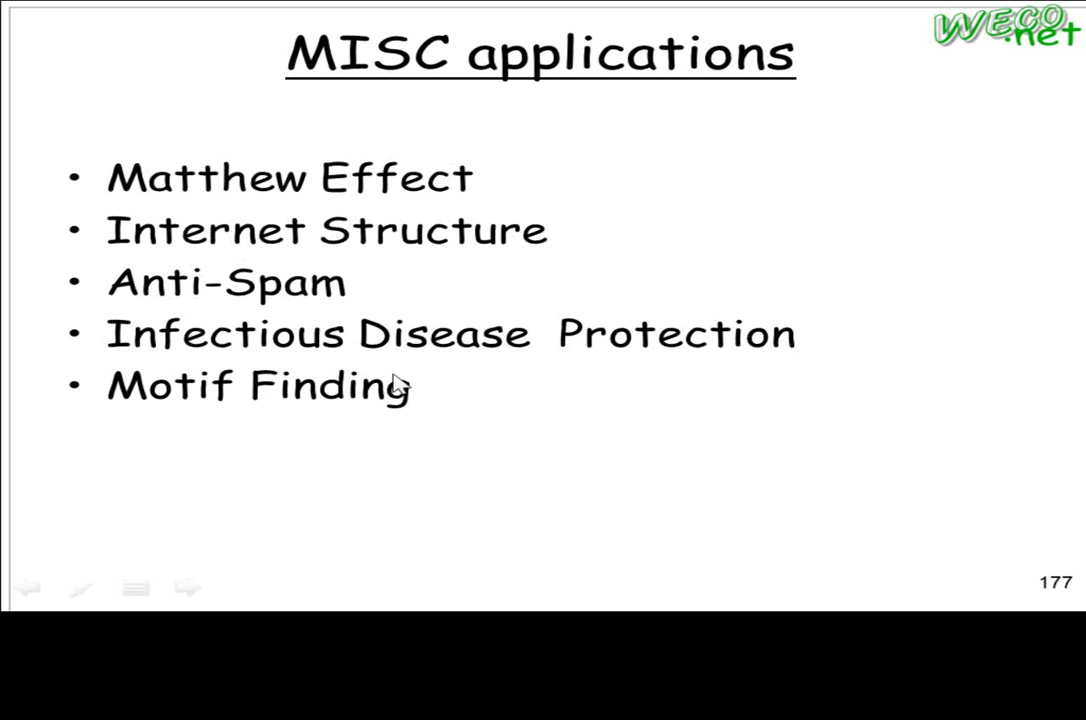 WECO
.net
MISC applications
• Matthew Effect
• Internet Structure
• Anti-Spam
• Infectious Disease  Protection
• Motif Finding
177